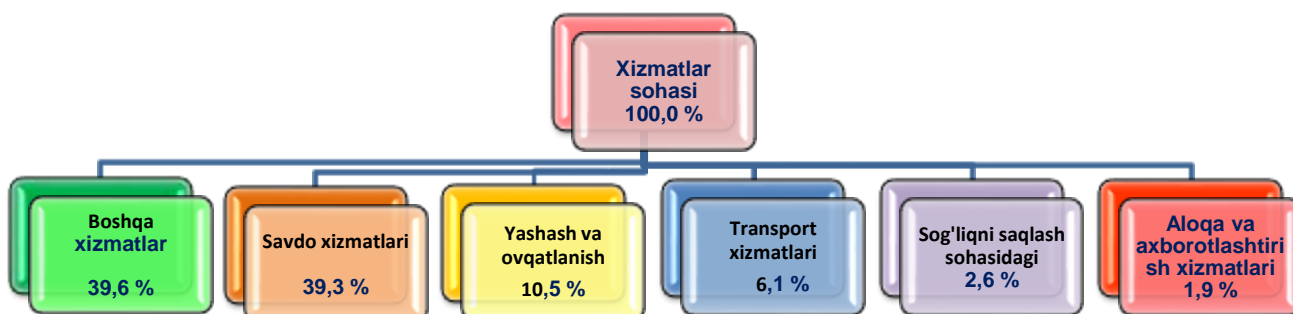 Xizmatlar
sohasi
100,0 %
Boshqa
xizmatlar
39,6 %
Savdo xizmatlari
39,3 %
Yashash va
ovqatlanish
10,5 %
Transport
xizmatlari
6,1 %
Sog'liqni saqlash
sohasidagi
2,6 %
Aloqa va
axborotlashtiri
sh xizmatlari
1,9 %